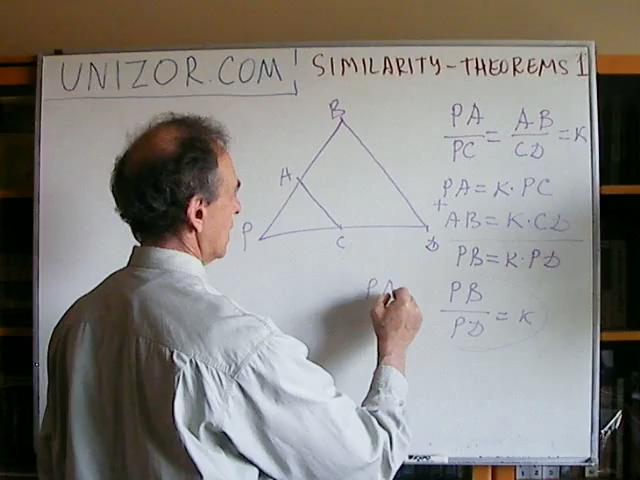 UNIZOR.COM
SIMILARITY-THEOREMS 1
B
A
P
C
D
PA/PC = AB/CD = K
PA = K·PC
+
AB = K·CD
PB = K·PD
PB/PD = K
PA